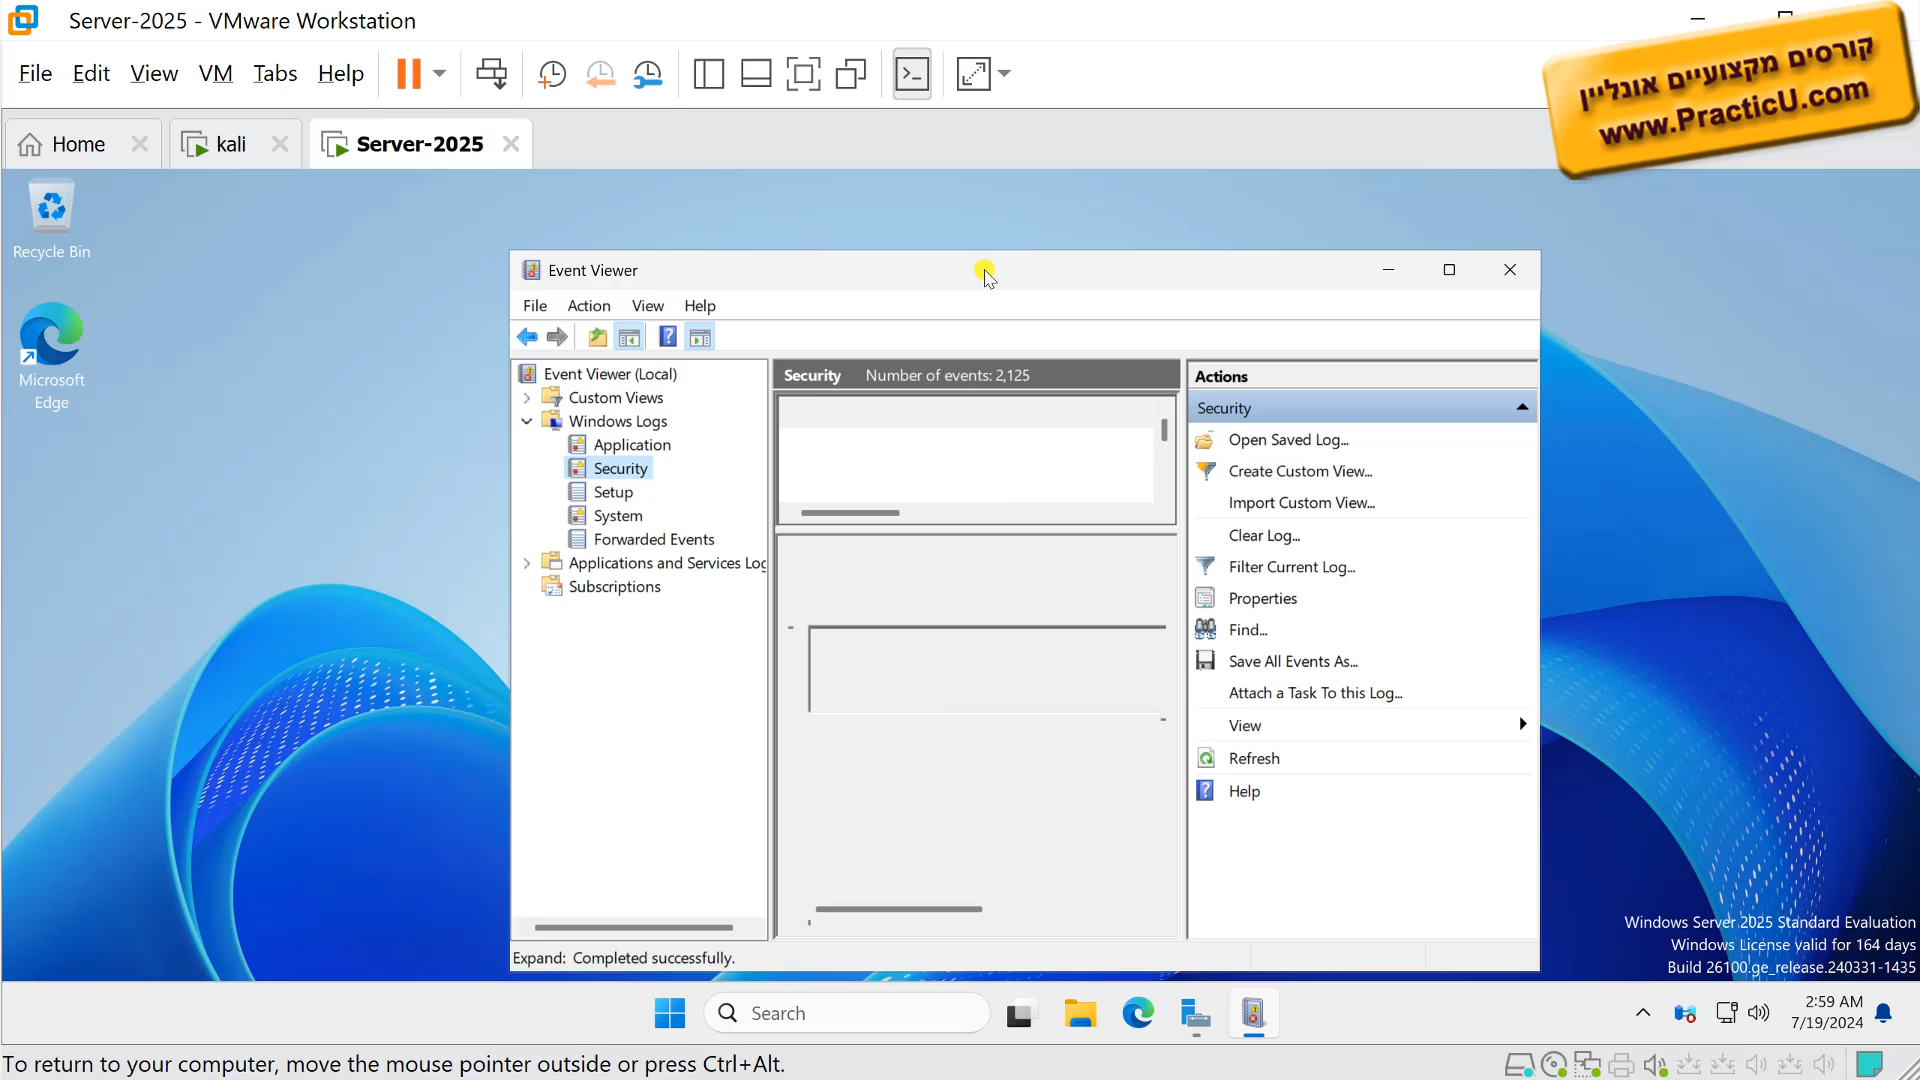 Server-2025 - VMware Workstation
File Edit View VM Tabs Help
קורסים מקצועיים אונליין
www.PracticU.com
Home
kali
Server-2025
Recycle Bin
Microsoft
Edge
Event Viewer
File Action View Help
Event Viewer (Local)
Custom Views
Windows Logs
Application
Security
Setup
System
Forwarded Events
Applications and Services Log
Subscriptions
Security Number of events: 2,125
Actions
Security
Open Saved Log...
Create Custom View...
Import Custom View...
Clear Log...
Filter Current Log...
Properties
Find...
Save All Events As...
Attach a Task To this Log...
View
Refresh
Help
Expand: Completed successfully.
Windows Server 2025 Standard Evaluation
Windows License valid for 164 days
Build 26100.ge_release.240331-1435
Search
2:59 AM
7/19/2024
To return to your computer, move the mouse pointer outside or press Ctrl+Alt.